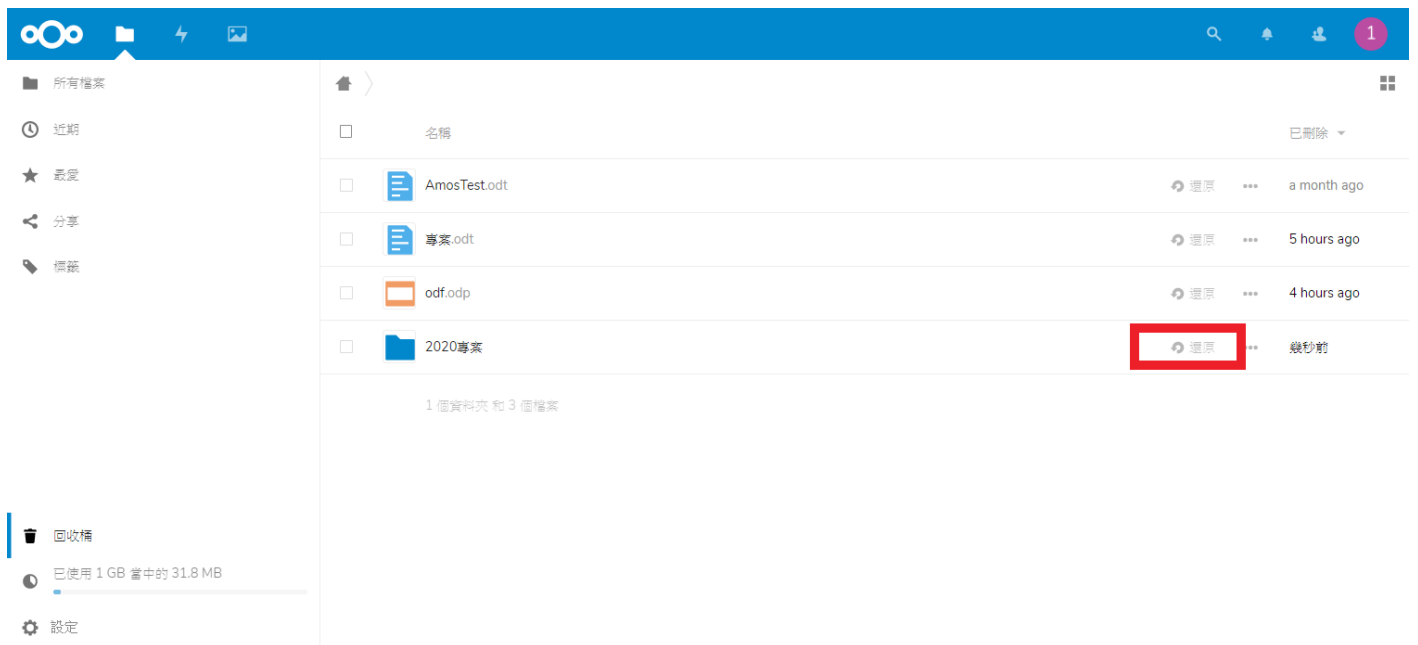 1
所有檔案
近期
最愛
分享
標籤
名稱 已刪除
AmosTest.odt 還原 a month ago
專案.odt 還原 5 hours ago
odf.odp 還原 4 hours ago
2020專案 還原 幾秒前
1 個資料夾 和 3 個檔案
回收桶
已使用 1 GB 當中的 31.8 MB
設定